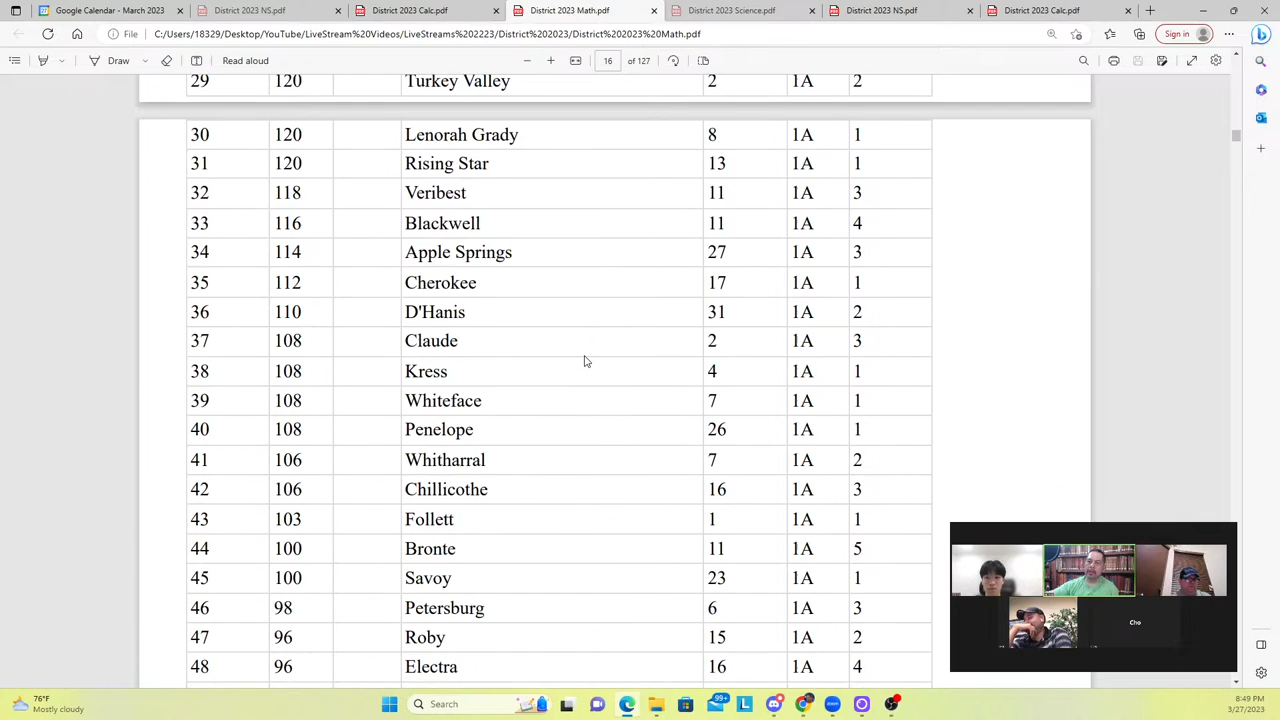 Google Calendar - March 2023
District 2023 NS.pdf
District 2023 Calc.pdf
District 2023 Math.pdf
District 2023 Science.pdf
District 2023 NS.pdf
District 2023 Calc.pdf
File C:/Users/18329/Desktop/YouTube/LiveStream%20Videos/LiveStreams%202223/District%202023/District%202023%20Math.pdf
Sign in
Draw
Read aloud
16 of 127
29 120 Turkey Valley 2 1A 2
30 120 Lenorah Grady 8 1A 1
31 120 Rising Star 13 1A 1
32 118 Veribest 11 1A 3
33 116 Blackwell 11 1A 4
34 114 Apple Springs 27 1A 3
35 112 Cherokee 17 1A 1
36 110 D'Hanis 31 1A 2
37 108 Claude 2 1A 3
38 108 Kress 4 1A 1
39 108 Whiteface 7 1A 1
40 108 Penelope 26 1A 1
41 106 Whitharral 7 1A 2
42 106 Chillicothe 16 1A 3
43 103 Follett 1 1A 1
44 100 Bronte 11 1A 5
45 100 Savoy 23 1A 1
46 98 Petersburg 6 1A 3
47 96 Roby 15 1A 2
48 96 Electra 16 1A 4
Cho
76°F
Mostly cloudy
Search
99+
L
zoom
8:49 PM
3/27/2023